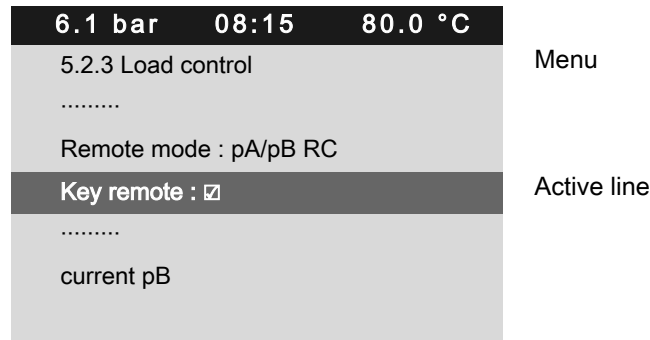 6.1 bar 08:15 80.0 °C
5.2.3 Load control Menu
.........
Remote mode : pA/pB RC
Key remote : ☑ Active line
.........
current pB